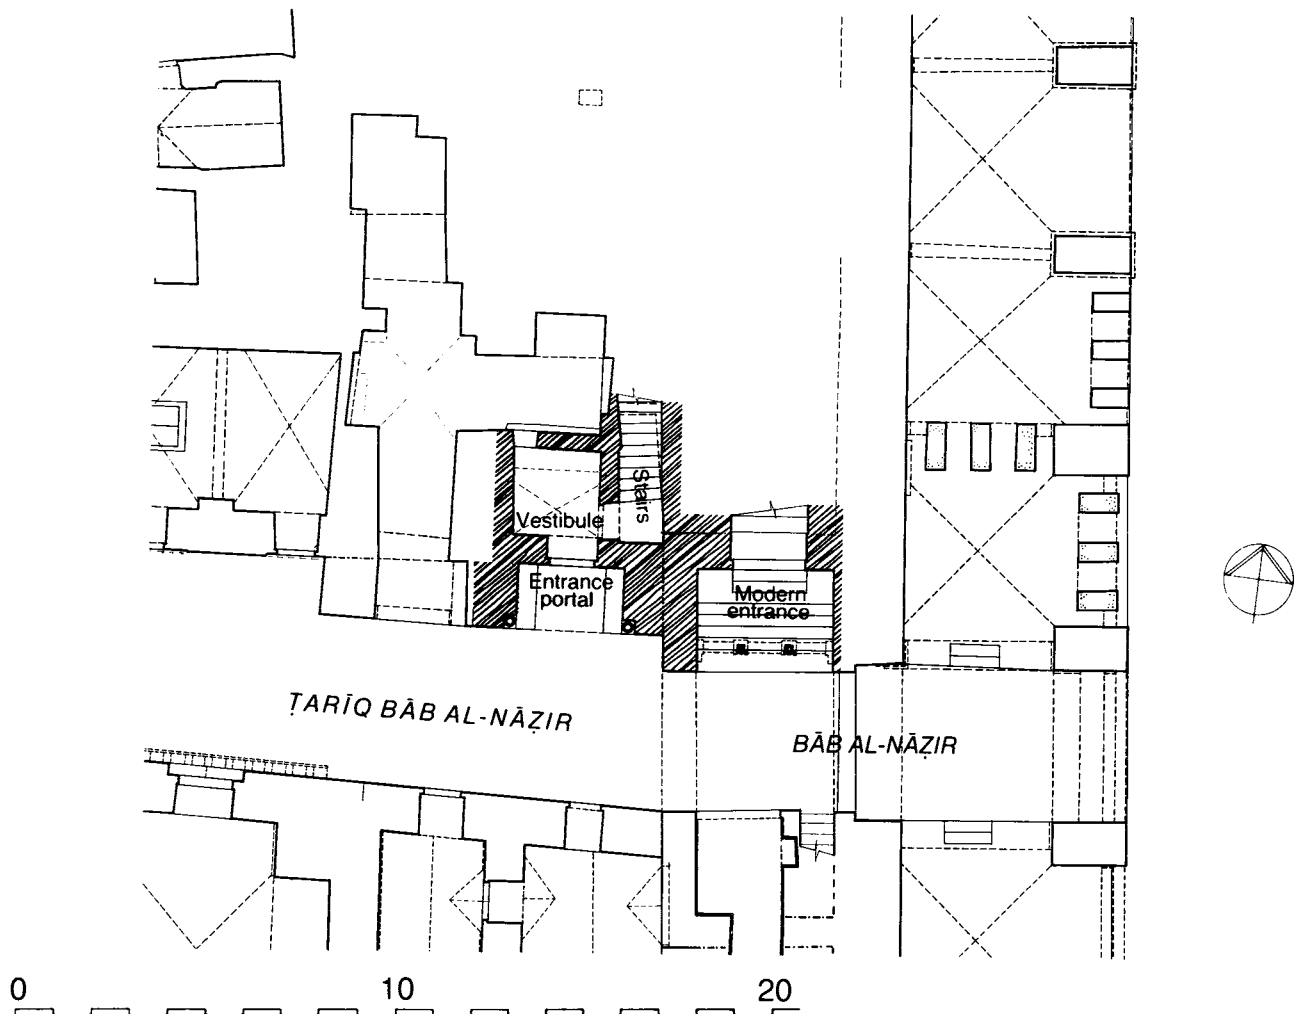 Stairs
Vestibule
Entrance
portal
Modern
entrance
ṬARĪQ BĀB AL-NĀẒIR
BĀB AL-NĀẒIR
0 10 20